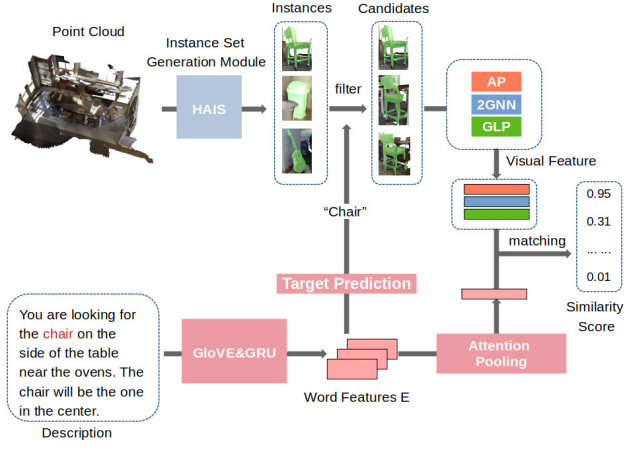 Instances
Candidates
Point Cloud
Instance Set
Generation Module
HAIS
filter
AP
2GNN
GLP
Visual Feature
"Chair"
matching
0.95
0.31
... ...
0.01
Similarity
Score
Target Prediction
You are looking for
the chair on the
side of the table
near the ovens. The
chair will be the one
in the center.
Description
GloVE&GRU
Word Features E
Attention
Pooling